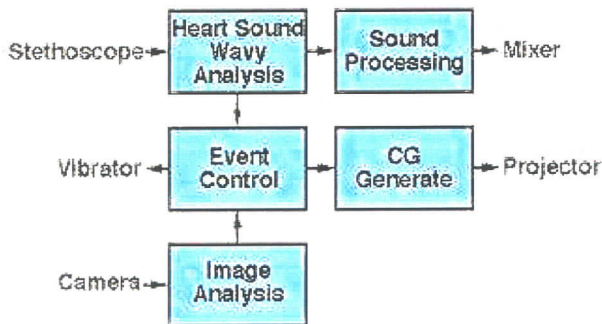 Stethoscope
Heart Sound
Wavy
Analysis
Sound
Processing
Mixer
Vibrator
Event
Control
CG
Generate
Projector
Camera
Image
Analysis